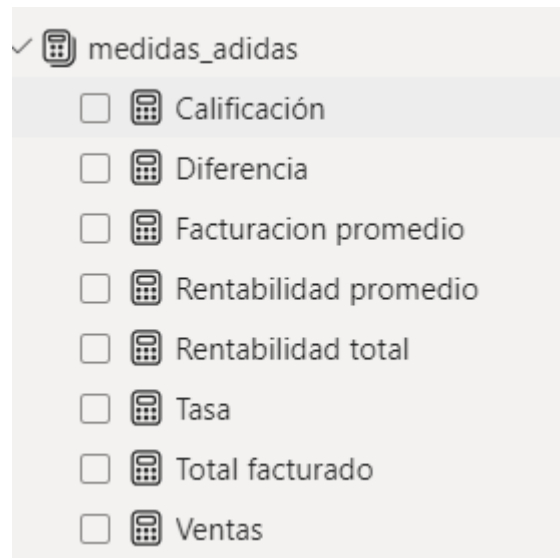 medidas_adidas
Calificación
Diferencia
Facturacion promedio
Rentabilidad promedio
Rentabilidad total
Tasa
Total facturado
Ventas